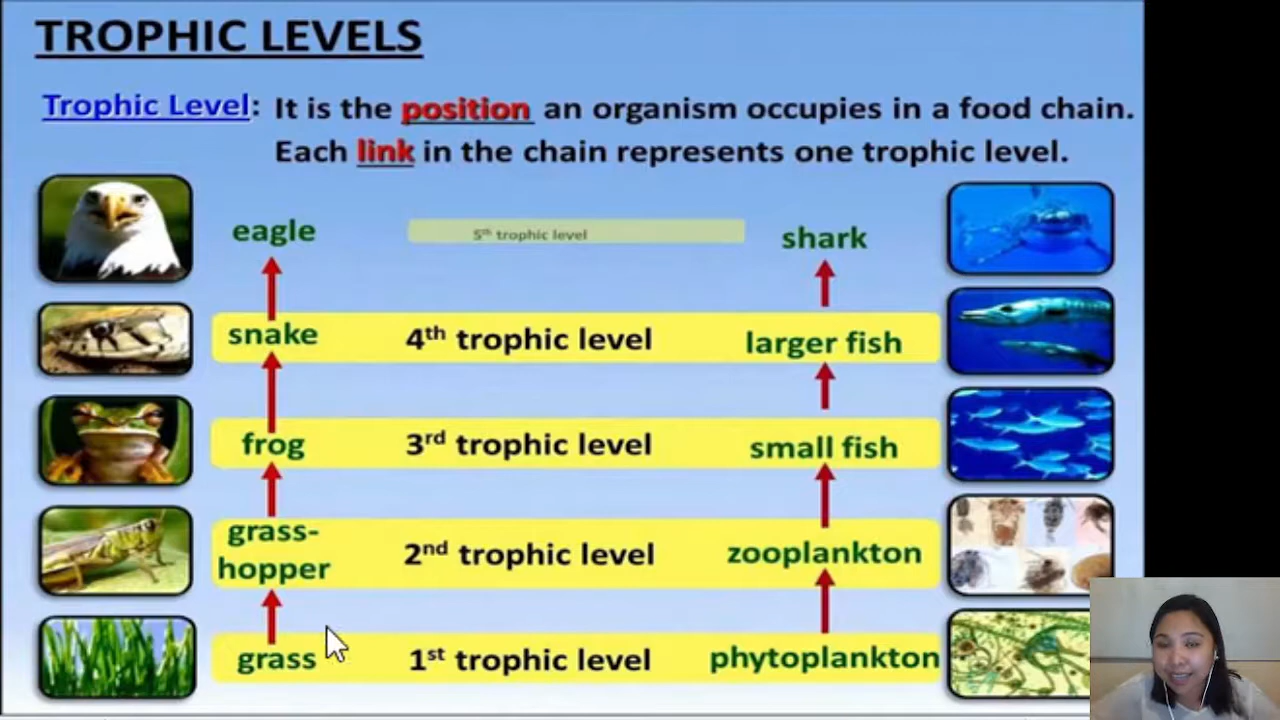 TROPHIC LEVELS
Trophic Level: It is the position an organism occupies in a food chain.
Each link in the chain represents one trophic level.
eagle 5th trophic level shark
snake 4th trophic level larger fish
frog 3rd trophic level small fish
grass-
hopper 2nd trophic level zooplankton
grass 1st trophic level phytoplankton